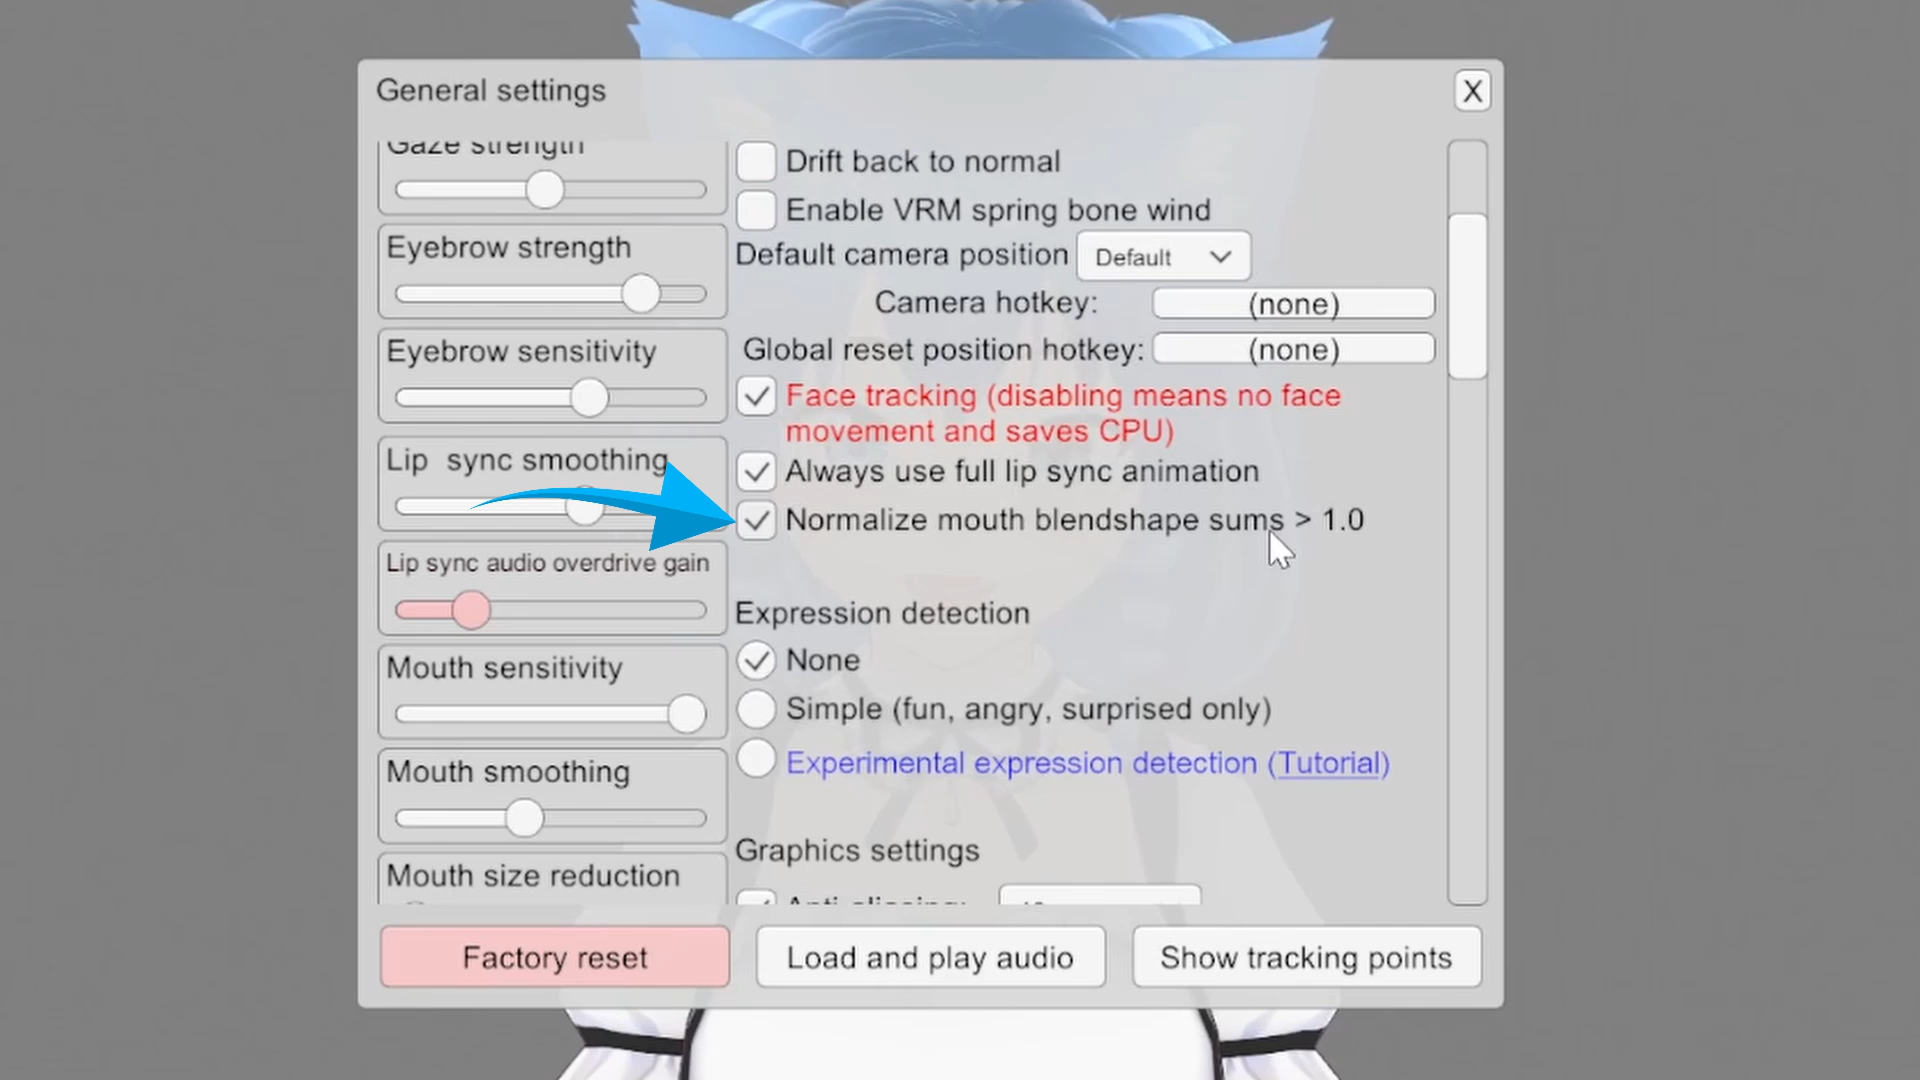 General settings
X
Gaze strength
Eyebrow strength
Eyebrow sensitivity
Lip sync smoothing
Lip sync audio overdrive gain
Mouth sensitivity
Mouth smoothing
Mouth size reduction
Drift back to normal
Enable VRM spring bone wind
Default camera position Default
Camera hotkey: (none)
Global reset position hotkey: (none)
Face tracking (disabling means no face
movement and saves CPU)
Always use full lip sync animation
Normalize mouth blendshape sums > 1.0
Expression detection
None
Simple (fun, angry, surprised only)
Experimental expression detection (Tutorial)
Graphics settings
Factory reset
Load and play audio
Show tracking points